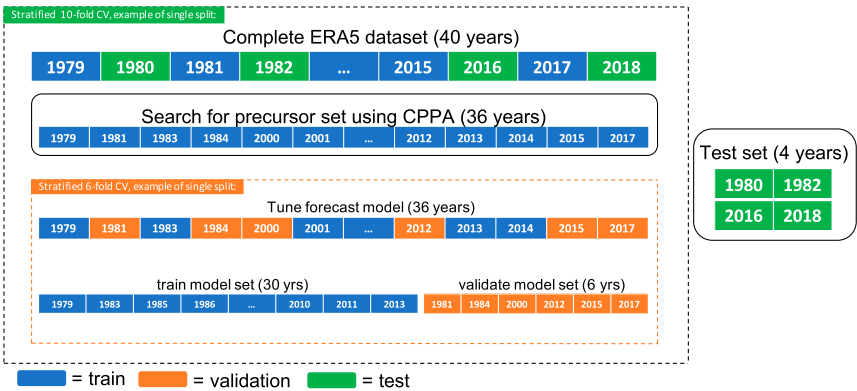 Stratified 10-fold CV, example of single split:
Complete ERA5 dataset (40 years)
1979 1980 1981 1982 ... 2015 2016 2017 2018
Search for precursor set using CPPA (36 years)
1979 1981 1983 1984 2000 2001 ... 2012 2013 2014 2015 2017
Test set (4 years)
1980 1982
2016 2018
Stratified 6-fold CV, example of single split:
Tune forecast model (36 years)
1979 1981 1983 1984 2000 2001 ... 2012 2013 2014 2015 2017
train model set (30 yrs)
1979 1983 1985 1986 ... 2010 2011 2013
validate model set (6 yrs)
1981 1984 2000 2012 2015 2017
= train = validation = test